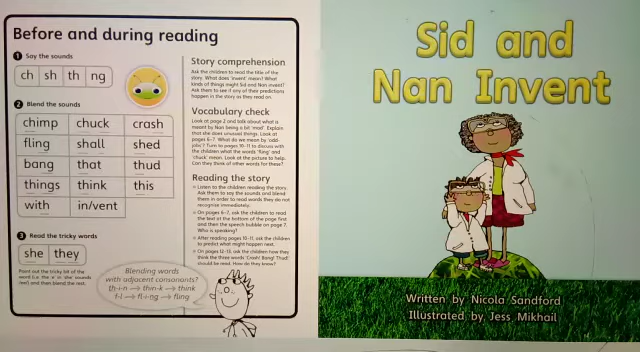 Before and during reading
1 Say the sounds
ch sh th ng
2 Blend the sounds
chimp chuck crash
fling shall shed
bang that thud
things think this
with in/vent
3 Read the tricky words
she they
Point out the tricky bit of the
word (i.e. the e in she sounds
/ee/) and then blend the rest.
Blending words
with adjacent consonants?
th-i-n → thin-k → think
f-l → fl-i-ng → fling
Story comprehension
Ask the children to read the title of the
story. What does 'invent' mean? What
kinds of things might Sid and Nan invent?
Ask them to see if any of their predictions
happen in the story as they read on.
Vocabulary check
Look at page 2 and talk about what is
meant by Nan being a bit 'mad'. Explain
that she does unusual things. Look at
pages 6–7. What do we mean by 'odd-
jobs'? Turn to pages 10–11 to discuss with
the children what the words 'fling' and
'chuck' mean. Look at the picture to help.
Can they think of other words for these?
Reading the story
Listen to the children reading the story.
Ask them to say the sounds and blend
them in order to read words they do not
recognise immediately.
On pages 6–7, ask the children to read
the text at the bottom of the page first
and then the speech bubble on page 7.
Who is speaking?
After reading pages 10–11, ask the children
to predict what might happen next.
On pages 12–13, ask the children how they
think the three words 'Crash! Bang! Thud!'
should be read. How do they know?
Sid and
Nan Invent
Written by Nicola Sandford
Illustrated by Jess Mikhail